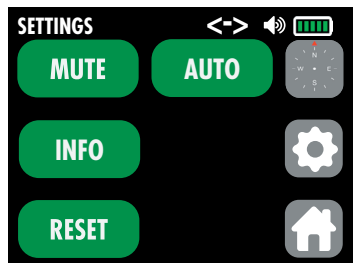 SETTINGS <->
MUTE AUTO
N
W E
S
INFO
RESET